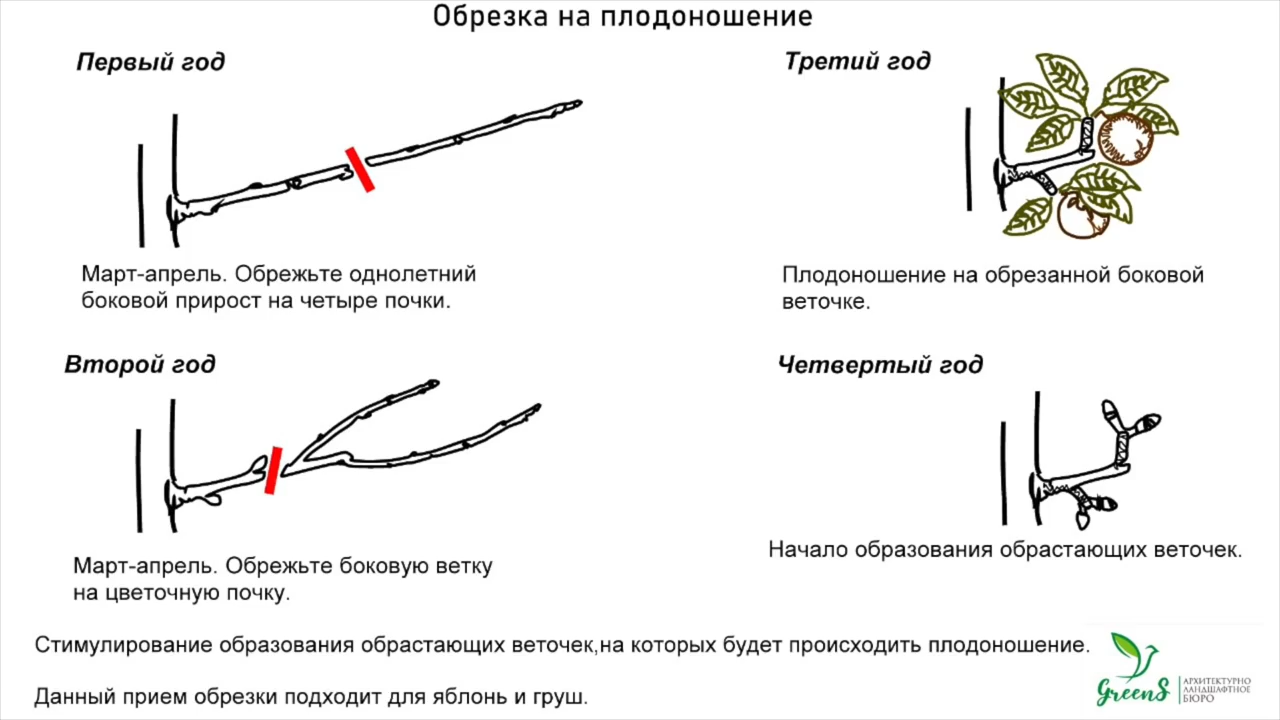 Обрезка на плодоношение
Первый год
Март-апрель. Обрежьте однолетний
боковой прирост на четыре почки.
Второй год
Март-апрель. Обрежьте боковую ветку
на цветочную почку.
Третий год
Плодоношение на обрезанной боковой
веточке.
Четвертый год
Начало образования обрастающих веточек.
Стимулирование образования обрастающих веточек,на которых будет происходить плодоношение.
Данный прием обрезки подходит для яблонь и груш.
greenS
АРХИТЕКТУРНО
ЛАНДШАФТНОЕ
БЮРО